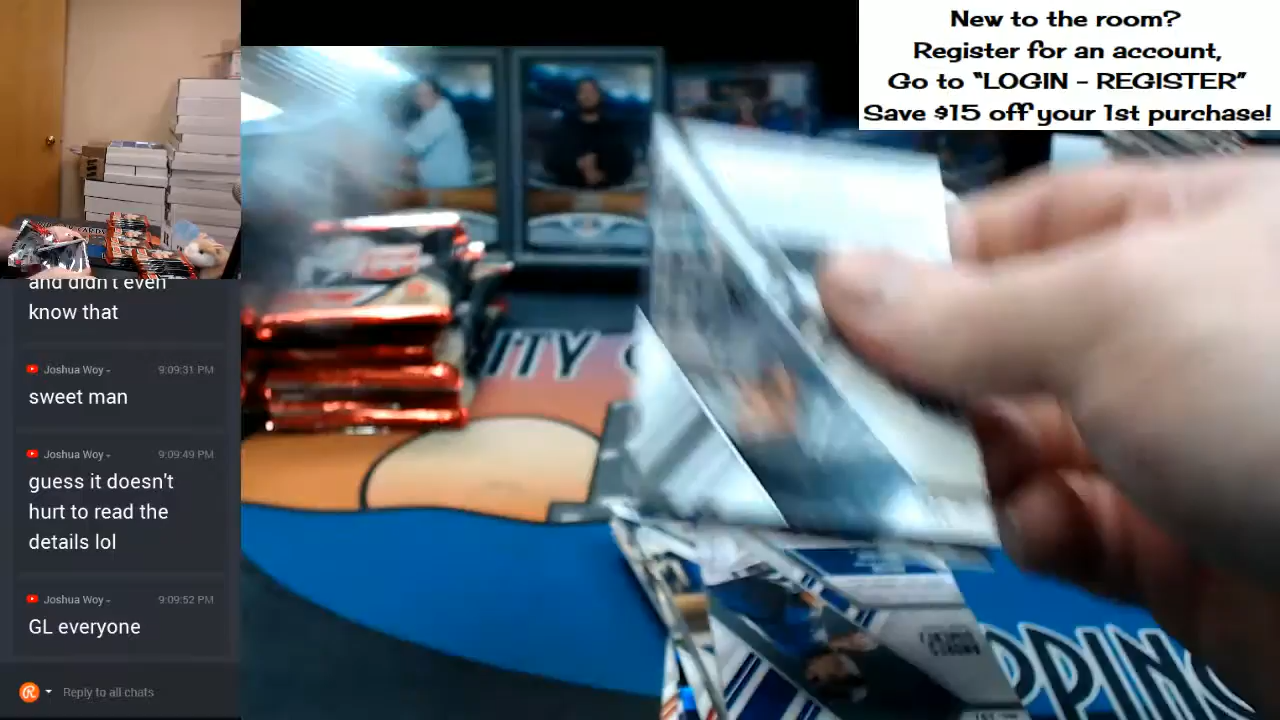 New to the room?
Register for an account,
Go to "LOGIN - REGISTER"
Save $15 off your 1st purchase!
and didn't even
know that
Joshua Woy - 9:09:31 PM
sweet man
Joshua Woy - 9:09:49 PM
guess it doesn't
hurt to read the
details lol
Joshua Woy - 9:09:52 PM
GL everyone
Reply to all chats
ITY
PPING